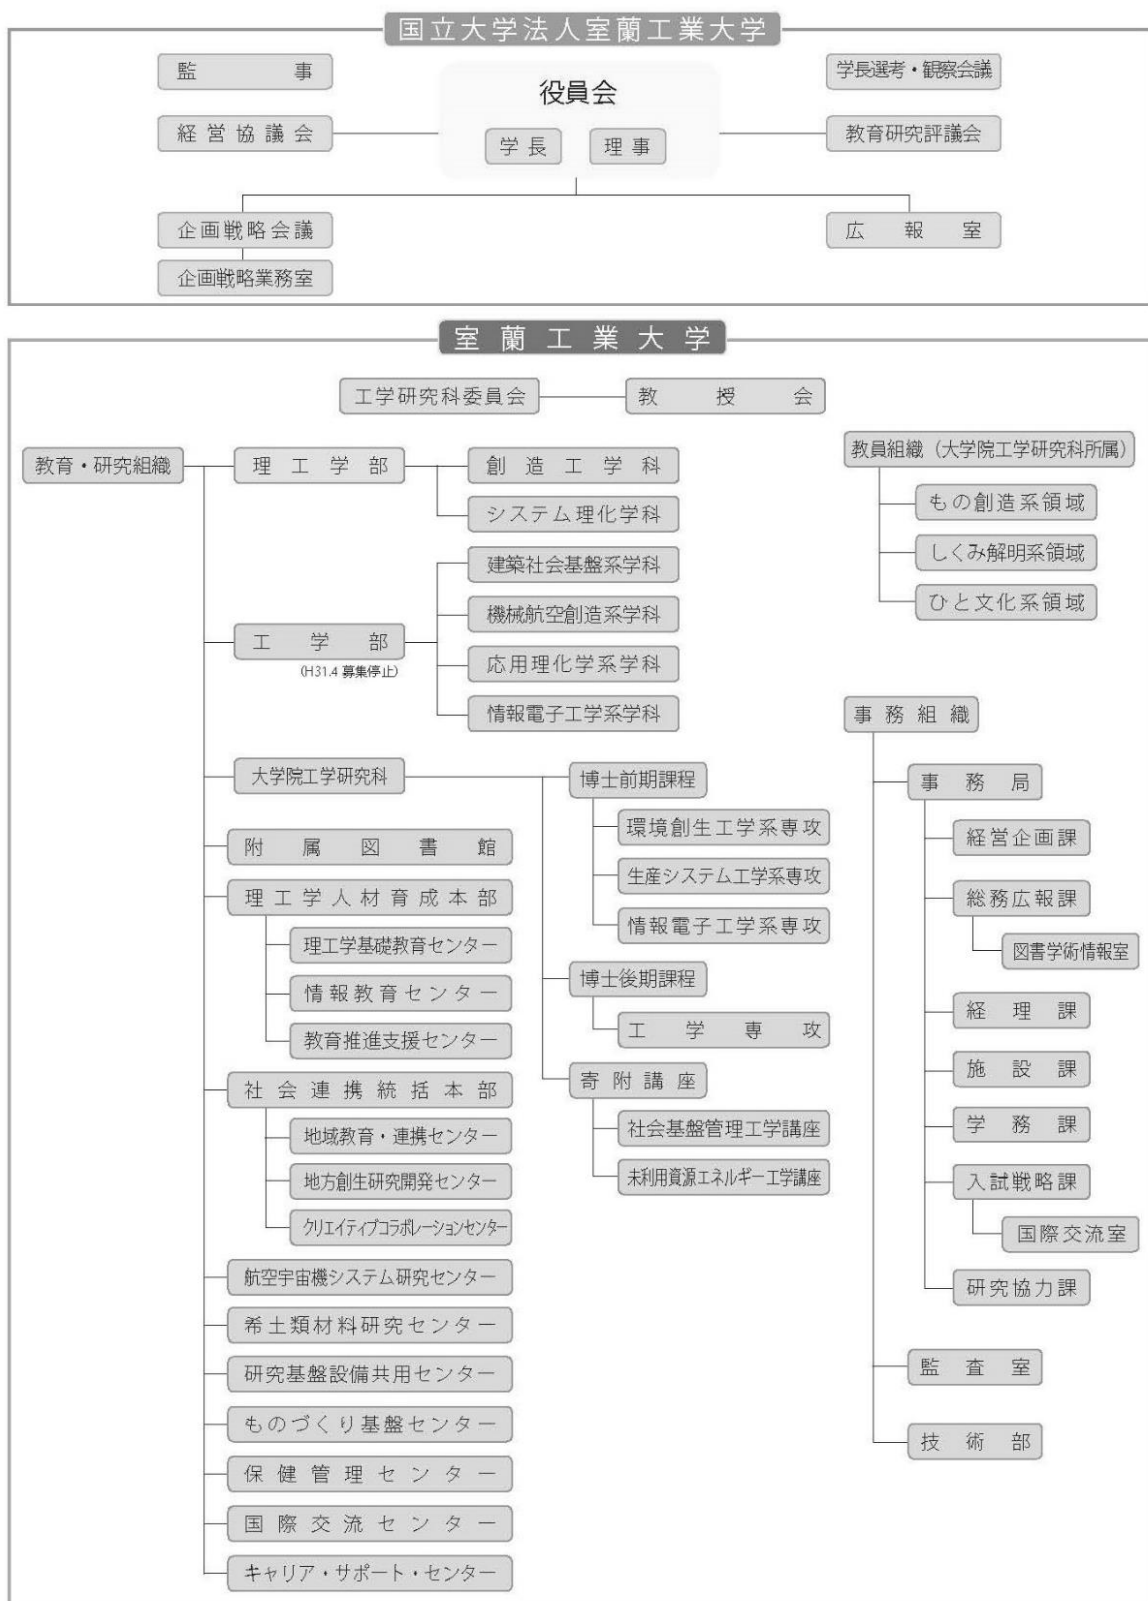 国立大学法人室蘭工業大学
監事
学長選考・観察会議
役員会
経営協議会
学長
理事
教育研究評議会
企画戦略会議
広報室
企画戦略業務室
室蘭工業大学
工学研究科委員会
教授会
教育・研究組織
理工学部
創造工学科
システム理化学科
工学部
(H31.4 募集停止)
建築社会基盤系学科
機械航空創造系学科
応用理化学系学科
情報電子工学系学科
大学院工学研究科
博士前期課程
環境創生工学系専攻
生産システム工学系専攻
情報電子工学系専攻
博士後期課程
工学専攻
寄附講座
社会基盤管理工学講座
未利用資源エネルギー工学講座
附属図書館
理工学人材育成本部
理工学基礎教育センター
情報教育センター
教育推進支援センター
社会連携統括本部
地域教育・連携センター
地方創生研究開発センター
クリエイティブコラボレーションセンター
航空宇宙機システム研究センター
希土類材料研究センター
研究基盤設備共用センター
ものづくり基盤センター
保健管理センター
国際交流センター
キャリア・サポート・センター
教員組織（大学院工学研究科所属）
もの創造系領域
しくみ解明系領域
ひと文化系領域
事務組織
事務局
経営企画課
総務広報課
図書学術情報室
経理課
施設課
学務課
入試戦略課
国際交流室
研究協力課
監査室
技術部